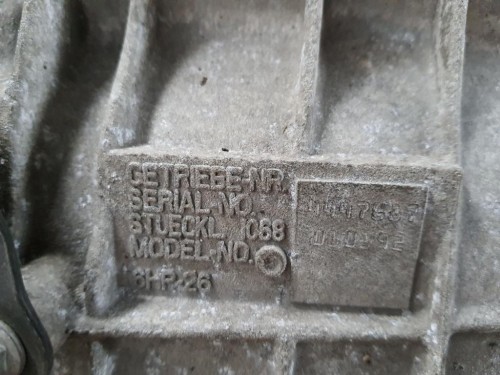 GETRIEBE-NR.
SERIAL-NO.
STUECKL. 1068
MODEL-NO.
6HP-26